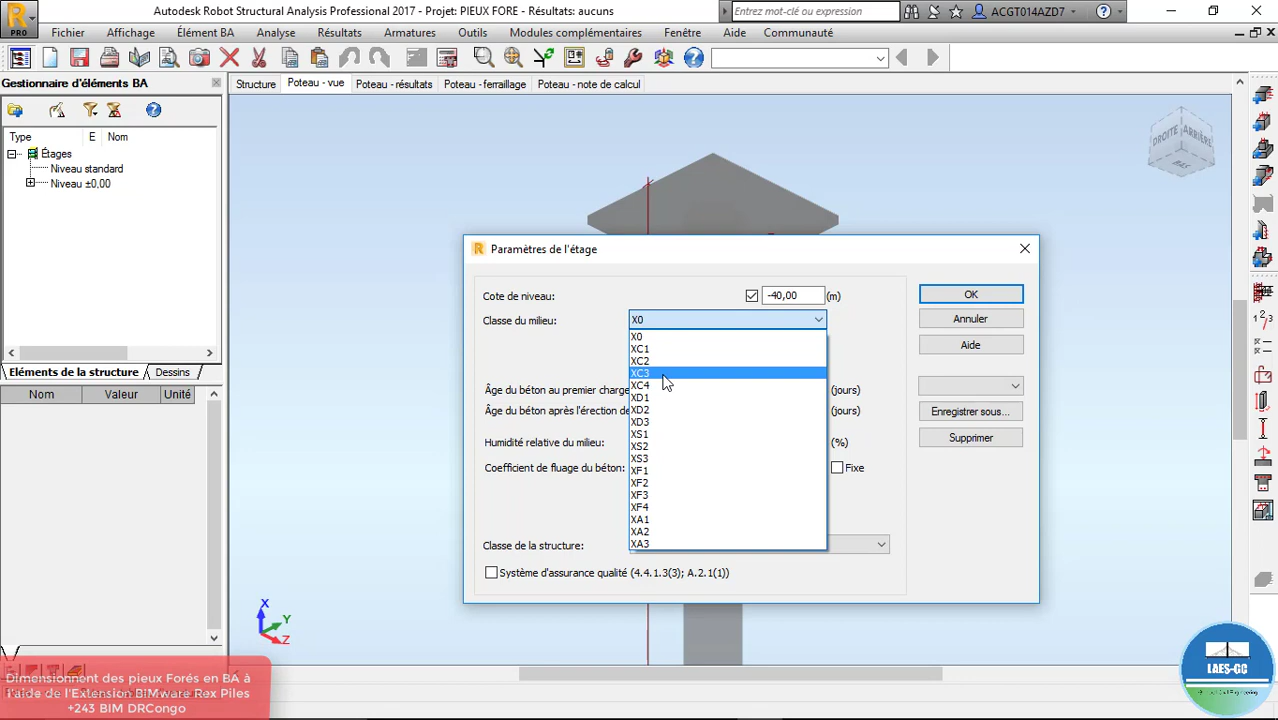 Autodesk Robot Structural Analysis Professional 2017 - Projet: PIEUX FORE - Résultats: aucuns
Entrez mot-clé ou expression
ACGT014AZD7
PRO
Fichier Affichage Élément BA Analyse Résultats Armatures Outils Modules complémentaires Fenêtre Aide Communauté
Gestionnaire d'éléments BA
Structure Poteau - vue Poteau - résultats Poteau - ferraillage Poteau - note de calcul
Type E Nom
Étages
Niveau standard
Niveau ±0,00
DROITE ARRIÈRE
BAS
Paramètres de l'étage
Cote de niveau: -40,00 (m)
OK
Classe du milieu: X0
Annuler
X0
XC1
Aide
XC2
XC3
XC4
Âge du béton au premier charge (jours)
XD1
XD2
Âge du béton après l'érection de (jours)
Enregistrer sous...
XD3
XS1
Humidité relative du milieu: (%)
Supprimer
XS2
XS3
Coefficient de fluage du béton: Fixe
XF1
XF2
XF3
XF4
XA1
XA2
XA3
Classe de la structure:
Système d'assurance qualité (4.4.1.3(3); A.2.1(1))
Eléments de la structure Dessins
Nom Valeur Unité
X
Y
Z
Dimensionnent des pieux Forés en BA à
l'aide de l'Extension BIMware Rex Piles
+243 BIM DRCongo
LAES-GC